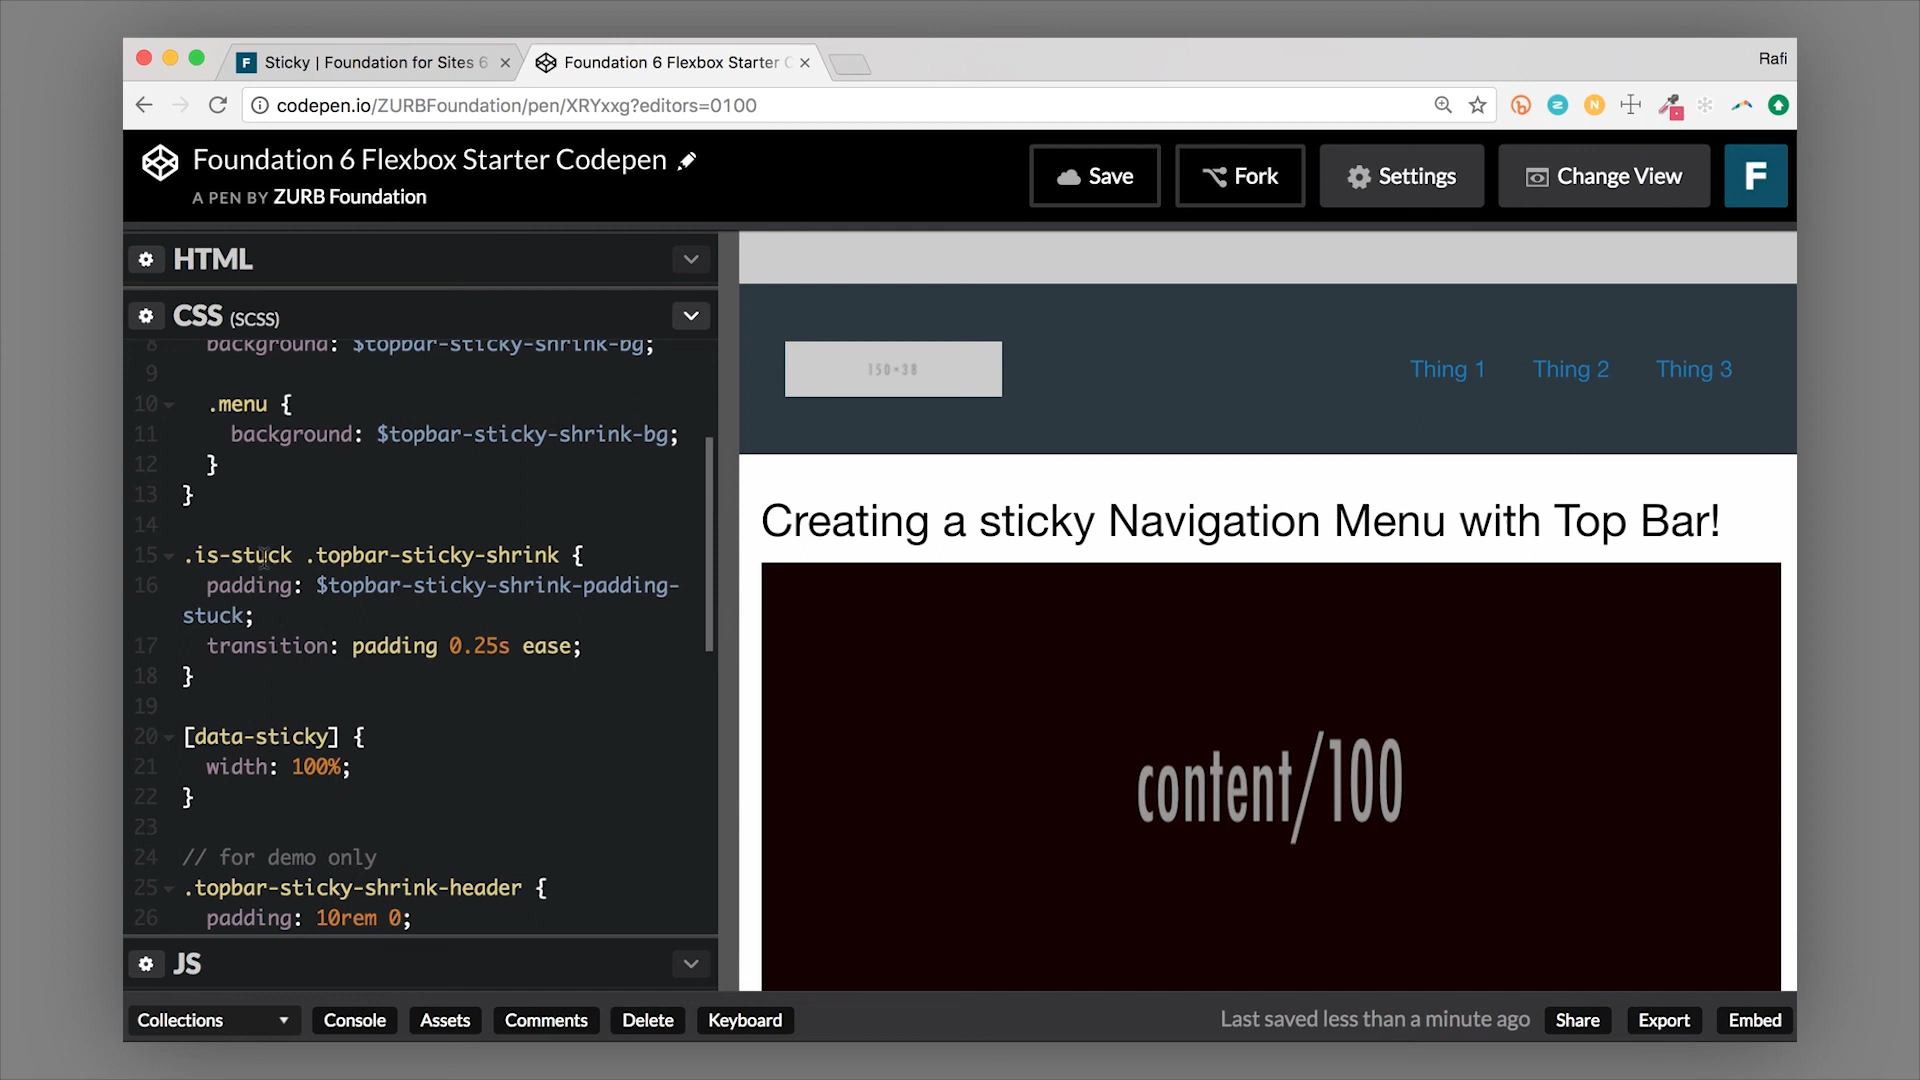 Sticky | Foundation for Sites 6
Foundation 6 Flexbox Starter C
Rafi
codepen.io/ZURBFoundation/pen/XRYxxg?editors=0100
Foundation 6 Flexbox Starter Codepen
A PEN BY ZURB Foundation
Save
Fork
Settings
Change View
HTML
CSS (SCSS)
8 background: $topbar-sticky-shrink-bg;
9
10 .menu {
11 background: $topbar-sticky-shrink-bg;
12 }
13 }
14
15 .is-stuck .topbar-sticky-shrink {
16 padding: $topbar-sticky-shrink-padding-
stuck;
17 transition: padding 0.25s ease;
18 }
19
20 [data-sticky] {
21 width: 100%;
22 }
23
24 // for demo only
25 .topbar-sticky-shrink-header {
26 padding: 10rem 0;
JS
150×38
Thing 1
Thing 2
Thing 3
Creating a sticky Navigation Menu with Top Bar!
content/100
Collections
Console
Assets
Comments
Delete
Keyboard
Last saved less than a minute ago
Share
Export
Embed